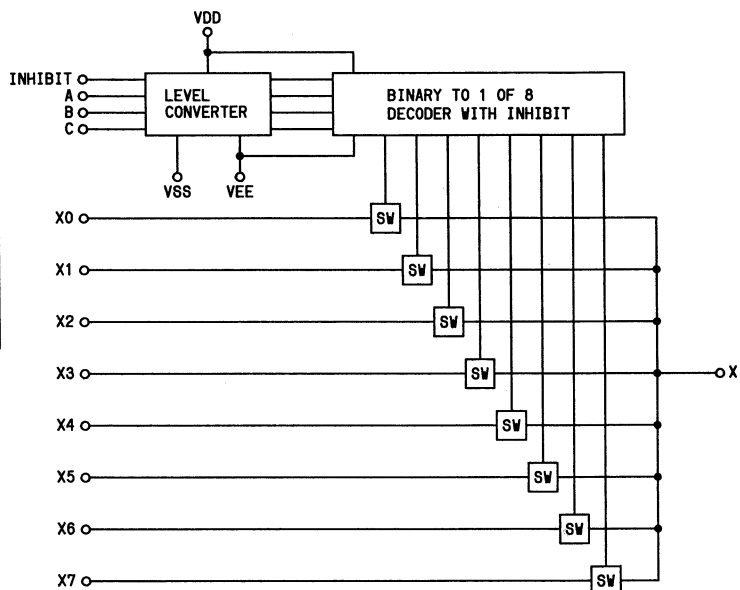 VDD
INHIBIT
A
B
C
LEVEL
CONVERTER
BINARY TO 1 OF 8
DECODER WITH INHIBIT
VSS
VEE
X0
SW
X1
SW
X2
SW
X3
SW
X
X4
SW
X5
SW
X6
SW
X7
SW